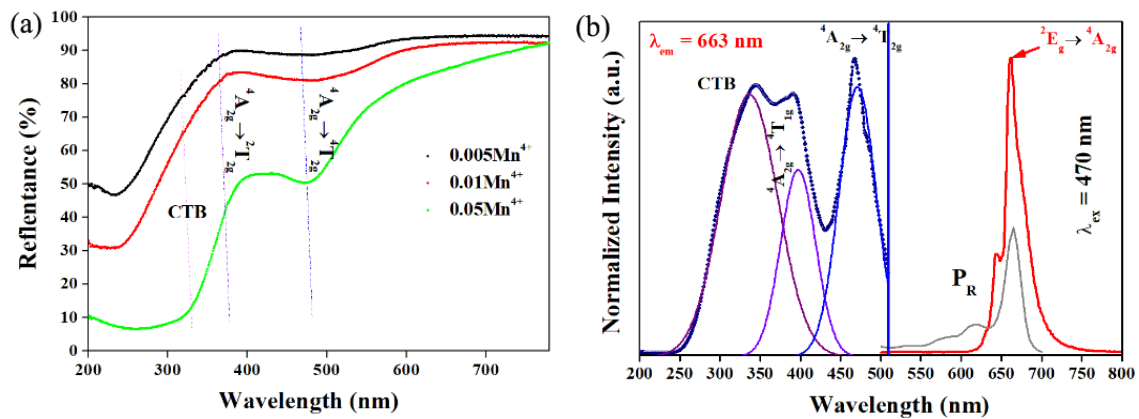 (a)
100
90
80
70
60
50
40
30
20
10
0
Reflentance (%)
CTB
⁴A₂g→²T₂g
⁴A₂g→⁴T₂g
0.005Mn⁴⁺
0.01Mn⁴⁺
0.05Mn⁴⁺
200 300 400 500 600 700
Wavelength (nm)
(b)
Normalized Intensity (a.u.)
λem = 663 nm
CTB
⁴A₂g→⁴T₁g
⁴A₂g→⁴T₂g
²Eg→⁴A₂g
PR
λex = 470 nm
200 250 300 350 400 450 500 550 600 650 700 800
Wavelength (nm)